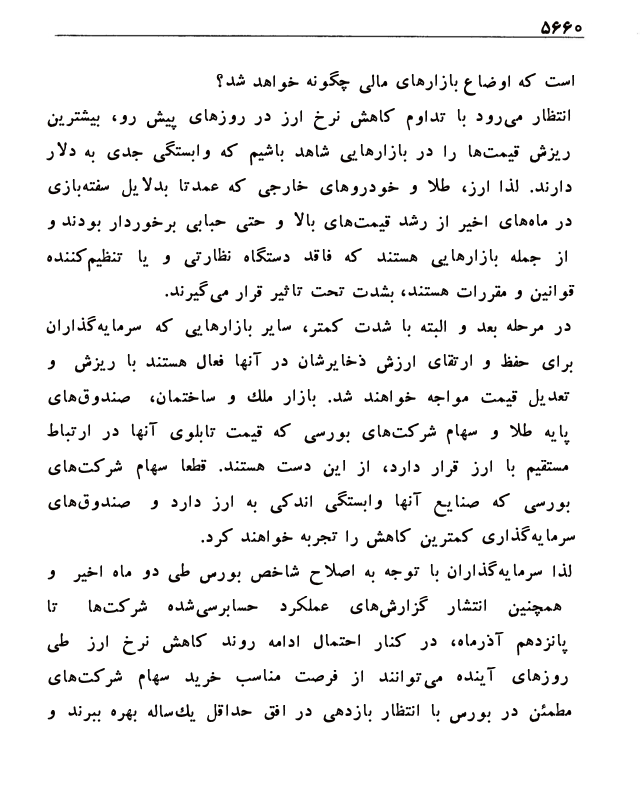 ۵۶۶۰
است که اوضاع بازارهای مالی چگونه خواهد شد؟
انتظار می‌رود با تداوم کاهش نرخ ارز در روزهای پیش رو، بیشترین
ریزش قیمت‌ها را در بازارهایی شاهد باشیم که وابستگی جدی به دلار
دارند. لذا ارز، طلا و خودروهای خارجی که عمدتا بدلایل سفته‌بازی
در ماه‌های اخیر از رشد قیمت‌های بالا و حتی حبابی برخوردار بودند و
از جمله بازارهایی هستند که فاقد دستگاه نظارتی و یا تنظیم‌کننده
قوانین و مقررات هستند، بشدت تحت تاثیر قرار می‌گیرند.
در مرحله بعد و البته با شدت کمتر، سایر بازارهایی که سرمایه‌گذاران
برای حفظ و ارتقای ارزش ذخایرشان در آنها فعال هستند با ریزش و
تعدیل قیمت مواجه خواهند شد. بازار ملك و ساختمان، صندوق‌های
پایه طلا و سهام شرکت‌های بورسی که قیمت تابلوی آنها در ارتباط
مستقیم با ارز قرار دارد، از این دست هستند. قطعا سهام شرکت‌های
بورسی که صنایع آنها وابستگی اندکی به ارز دارد و صندوق‌های
سرمایه‌گذاری کمترین کاهش را تجربه خواهند کرد.
لذا سرمایه‌گذاران با توجه به اصلاح شاخص بورس طی دو ماه اخیر و
همچنین انتشار گزارش‌های عملکرد حسابرسی‌شده شرکت‌ها تا
پانزدهم آذرماه، در کنار احتمال ادامه روند کاهش نرخ ارز طی
روزهای آینده می‌توانند از فرصت مناسب خرید سهام شرکت‌های
مطمئن در بورس با انتظار بازدهی در افق حداقل یك‌ساله بهره ببرند و